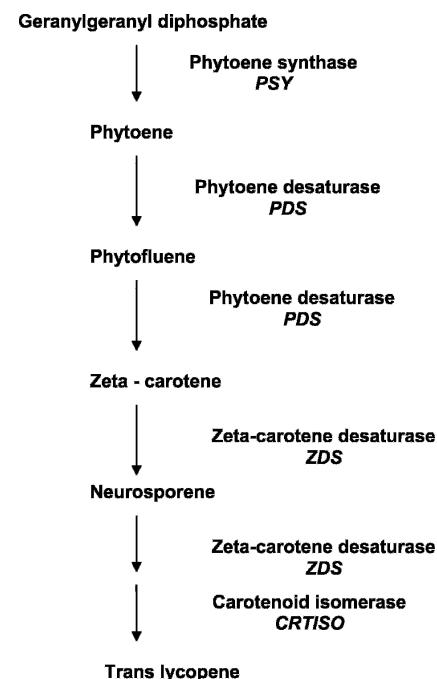 Geranylgeranyl diphosphate
Phytoene synthase
PSY
Phytoene
Phytoene desaturase
PDS
Phytofluene
Phytoene desaturase
PDS
Zeta - carotene
Zeta-carotene desaturase
ZDS
Neurosporene
Zeta-carotene desaturase
ZDS
Carotenoid isomerase
CRTISO
Trans lycopene